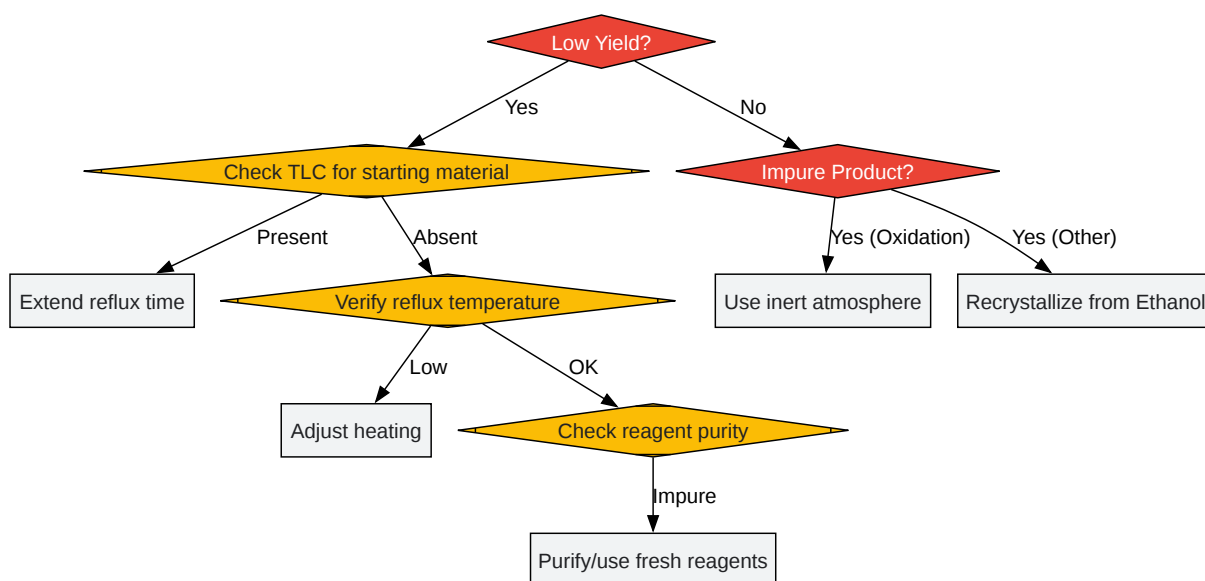 Low Yield?
Yes
No
Check TLC for starting material
Impure Product?
Present
Absent
Yes (Oxidation)
Yes (Other)
Extend reflux time
Verify reflux temperature
Use inert atmosphere
Recrystallize from Ethanol
Low
OK
Adjust heating
Check reagent purity
Impure
Purify/use fresh reagents